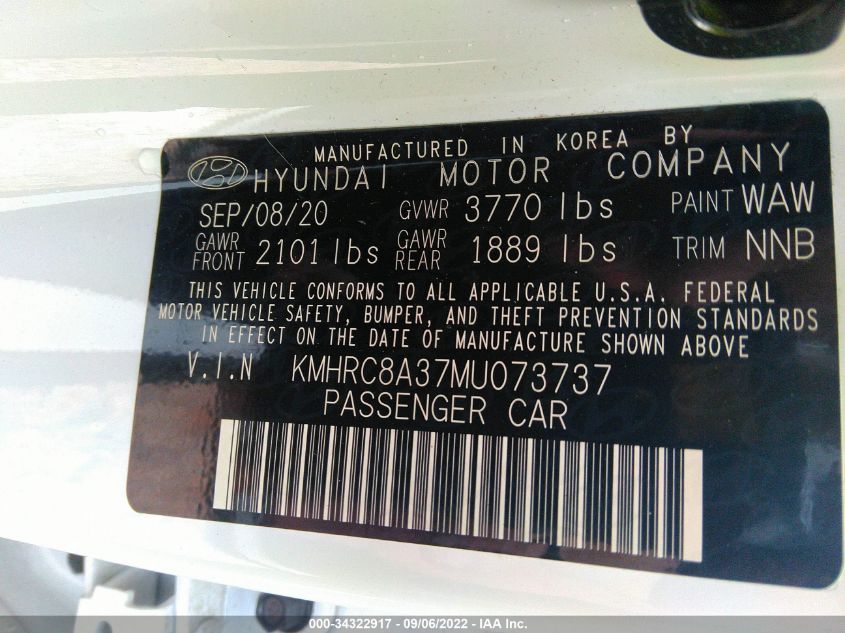 MANUFACTURED IN KOREA BY
HYUNDAI MOTOR COMPANY
SEP/08/20 GVWR 3770 lbs PAINT WAW
GAWR FRONT 2101 lbs GAWR REAR 1889 lbs TRIM NNB
THIS VEHICLE CONFORMS TO ALL APPLICABLE U.S.A. FEDERAL
MOTOR VEHICLE SAFETY, BUMPER, AND THEFT PREVENTION STANDARDS
IN EFFECT ON THE DATE OF MANUFACTURE SHOWN ABOVE
V.I.N KMHRC8A37MU073737
PASSENGER CAR
000-34322917 - 09/06/2022 - IAA Inc.